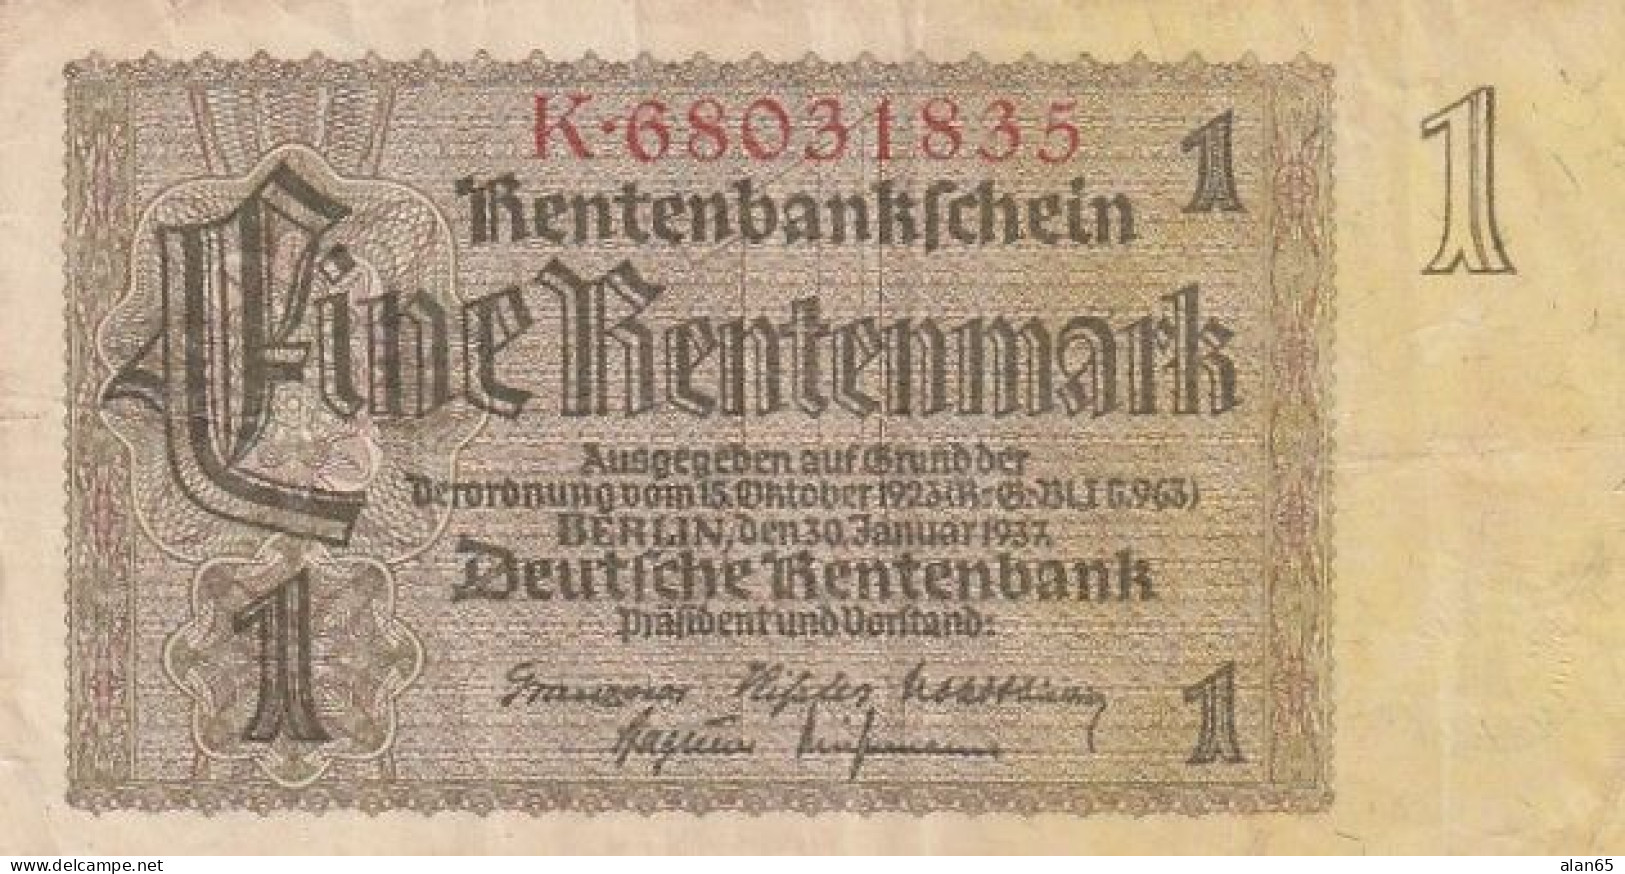 K·68031835
1
1
Rentenbankschein
Eine Rentenmark
Ausgegeben auf Grund der
Verordnung vom 15. Oktober 1923 (R.-G.-Bl. I S. 963)
BERLIN, den 30. Januar 1937.
Deutsche Rentenbank
Präsident und Vorstand:
1
1
www.delcampe.net
alan65